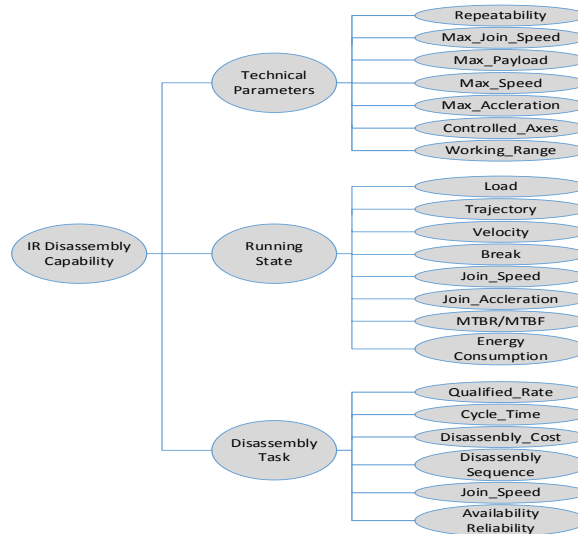 IR Disassembly
Capability
Technical
Parameters
Repeatability
Max_Join_Speed
Max_Payload
Max_Speed
Max_Accleration
Controlled_Axes
Working_Range
Running
State
Load
Trajectory
Velocity
Break
Join_Speed
Join_Accleration
MTBR/MTBF
Energy
Consumption
Disassembly
Task
Qualified_Rate
Cycle_Time
Disassenbly_Cost
Disassenbly
Sequence
Join_Speed
Availability
Reliability